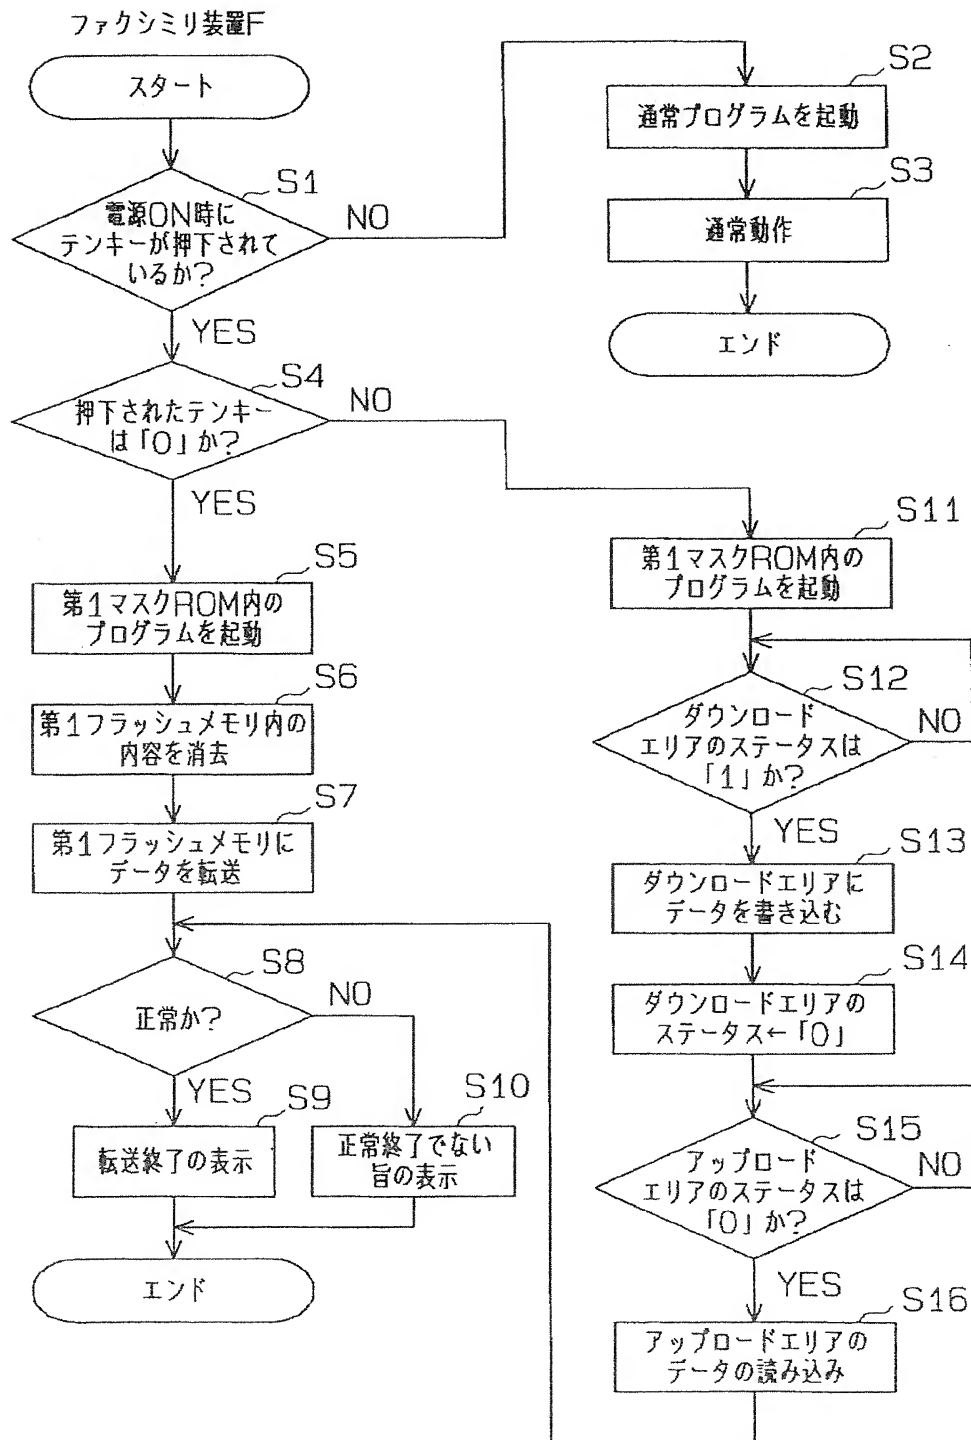 ファクシミリ装置F
スタート
S1
電源ON時に
テンキーが押下されて
いるか?
NO
YES
S2
通常プログラムを起動
S3
通常動作
エンド
S4
押下されたテンキー
は「0」か?
NO
YES
S5
第1マスクROM内の
プログラムを起動
S6
第1フラッシュメモリ内の
内容を消去
S7
第1フラッシュメモリに
データを転送
S8
正常か?
NO
YES
S9
転送終了の表示
S10
正常終了でない
旨の表示
エンド
S11
第1マスクROM内の
プログラムを起動
S12
ダウンロード
エリアのステータスは
「1」か?
NO
YES
S13
ダウンロードエリアに
データを書き込む
S14
ダウンロードエリアの
ステータス←「0」
S15
アップロード
エリアのステータスは
「0」か?
NO
YES
S16
アップロードエリアの
データの読み込み